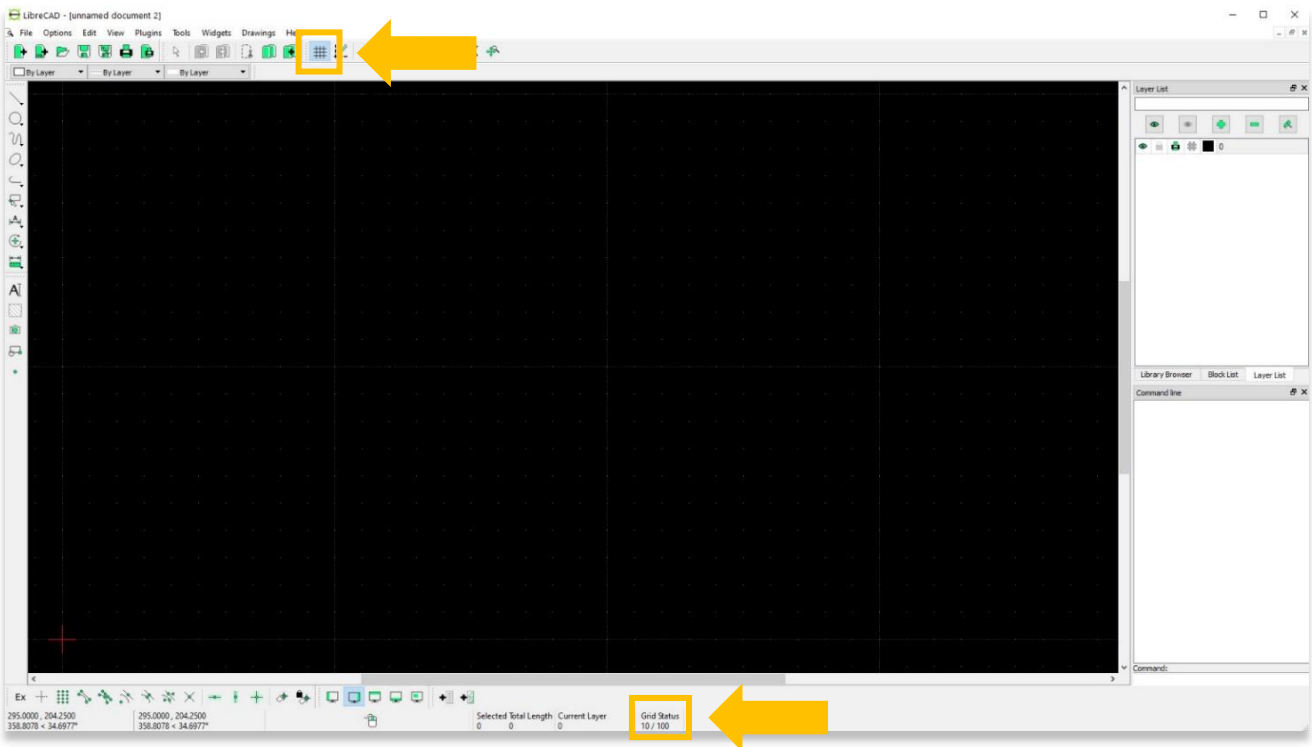 LibreCAD - [unnamed document 2]
File Options Edit View Plugins Tools Widgets Drawings He
By Layer By Layer By Layer
Layer List
0
A
Library Browser Block List Layer List
Command line
Command:
Ex
295.0000 , 204.2500 295.0000 , 204.2500 Selected Total Length Current Layer Grid Status
358.8078 < 34.6977° 358.8078 < 34.6977° 0 0 0 10 / 100